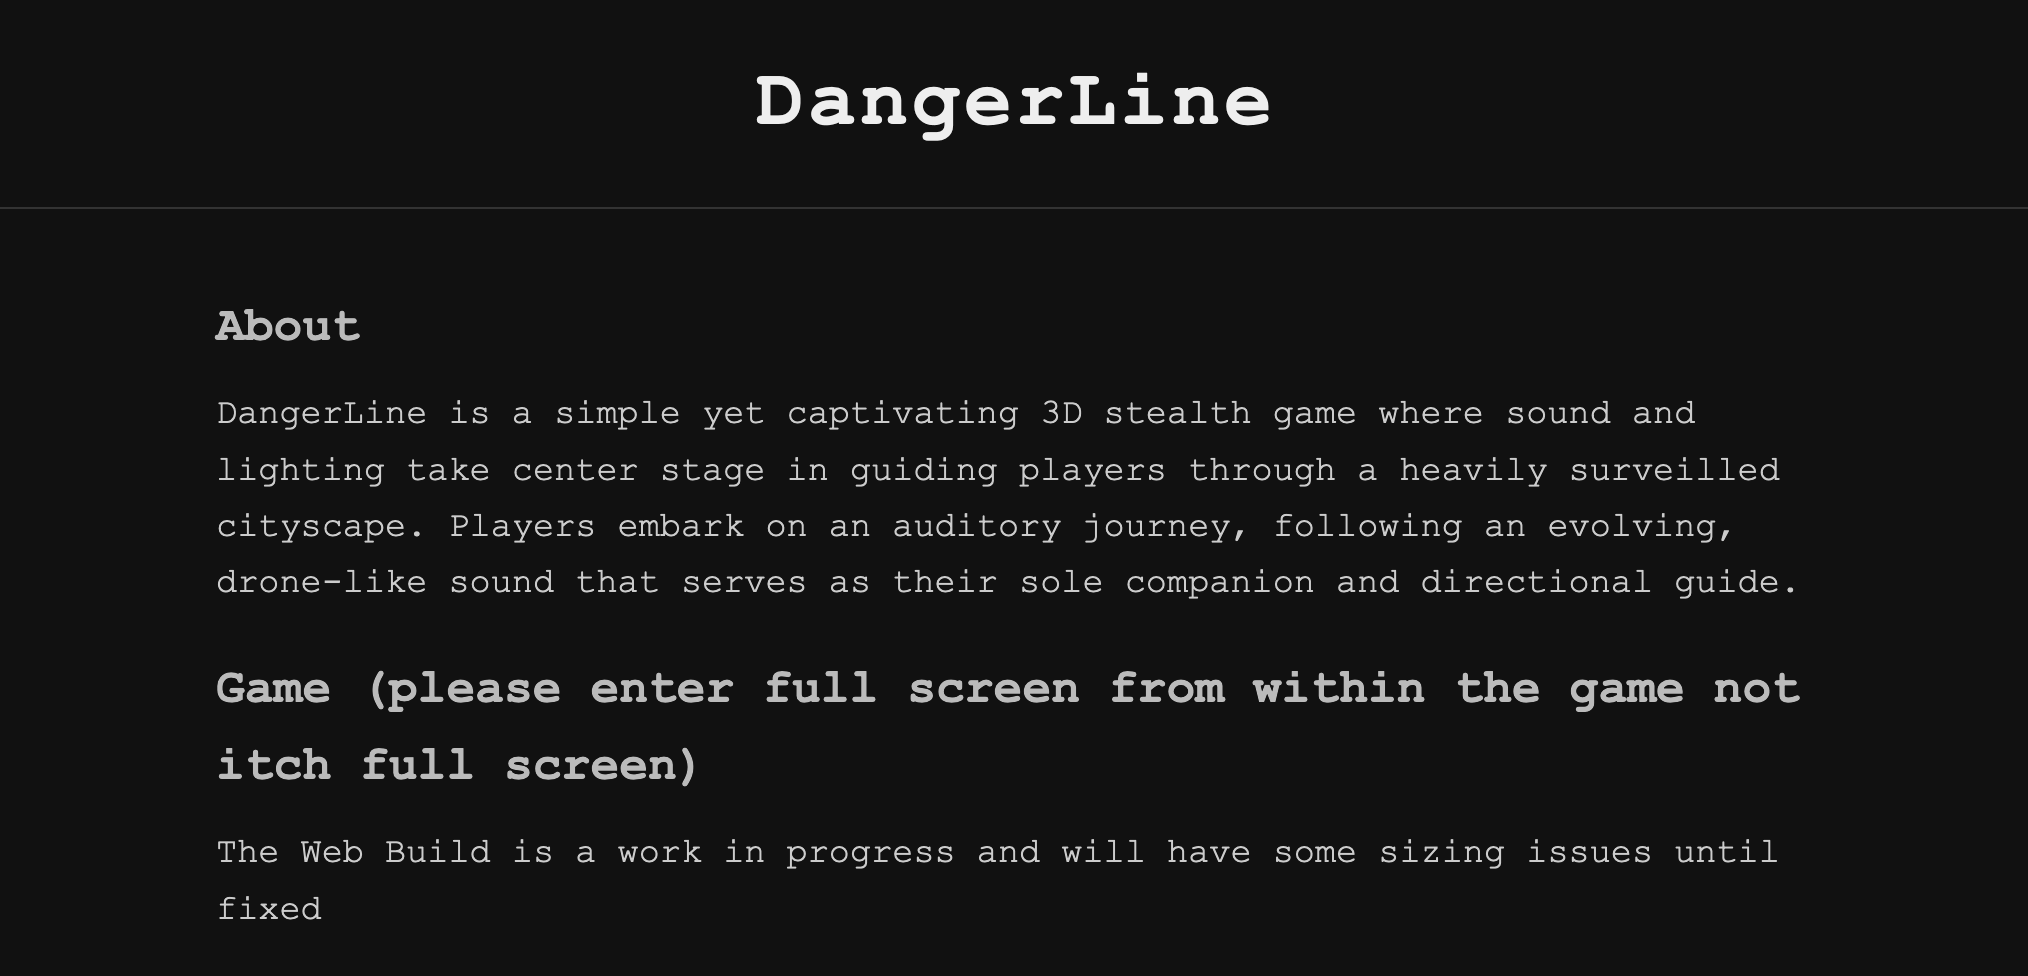 DangerLine
About
DangerLine is a simple yet captivating 3D stealth game where sound and
lighting take center stage in guiding players through a heavily surveilled
cityscape. Players embark on an auditory journey, following an evolving,
drone-like sound that serves as their sole companion and directional guide.
Game (please enter full screen from within the game not
itch full screen)
The Web Build is a work in progress and will have some sizing issues until
fixed